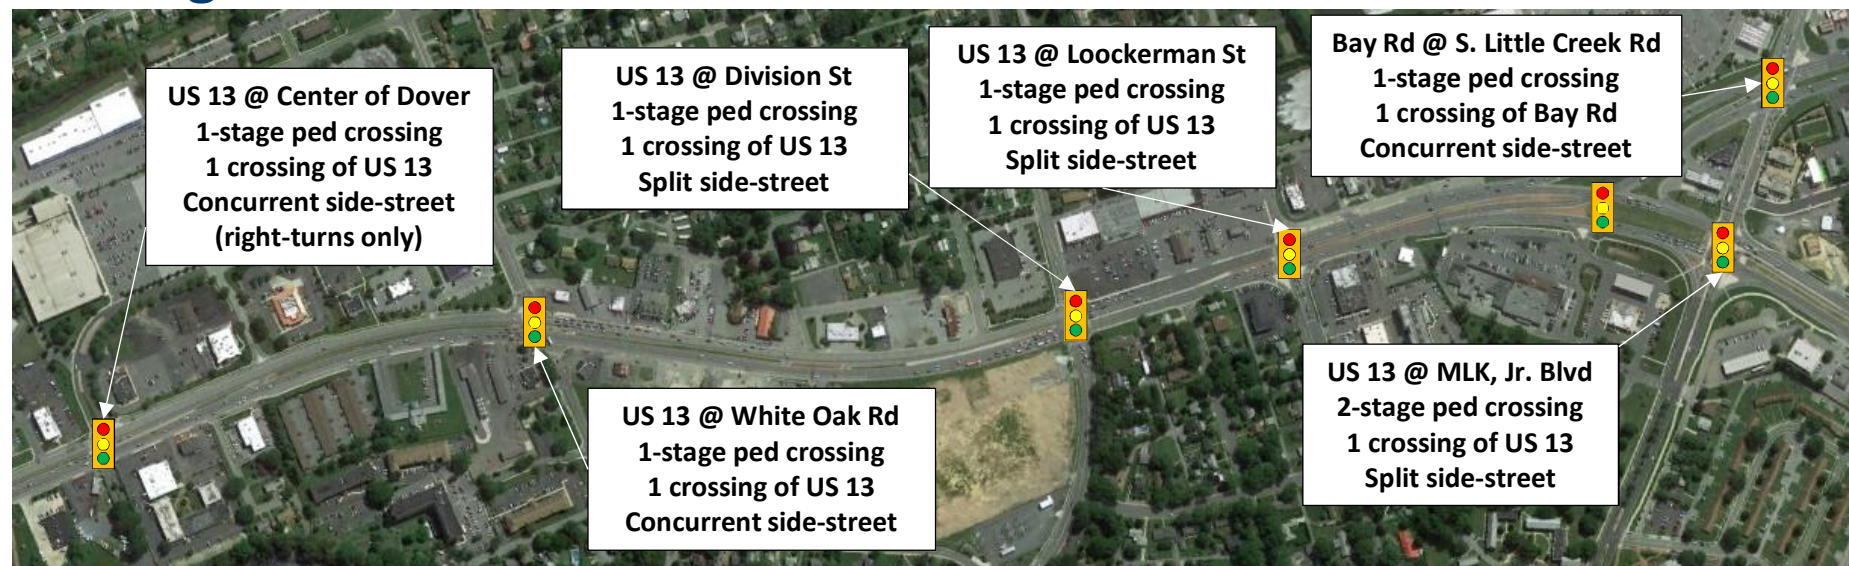 US 13 @ Center of Dover
1-stage ped crossing
1 crossing of US 13
Concurrent side-street
(right-turns only)
US 13 @ Division St
1-stage ped crossing
1 crossing of US 13
Split side-street
US 13 @ Loockerman St
1-stage ped crossing
1 crossing of US 13
Split side-street
Bay Rd @ S. Little Creek Rd
1-stage ped crossing
1 crossing of Bay Rd
Concurrent side-street
US 13 @ White Oak Rd
1-stage ped crossing
1 crossing of US 13
Concurrent side-street
US 13 @ MLK, Jr. Blvd
2-stage ped crossing
1 crossing of US 13
Split side-street